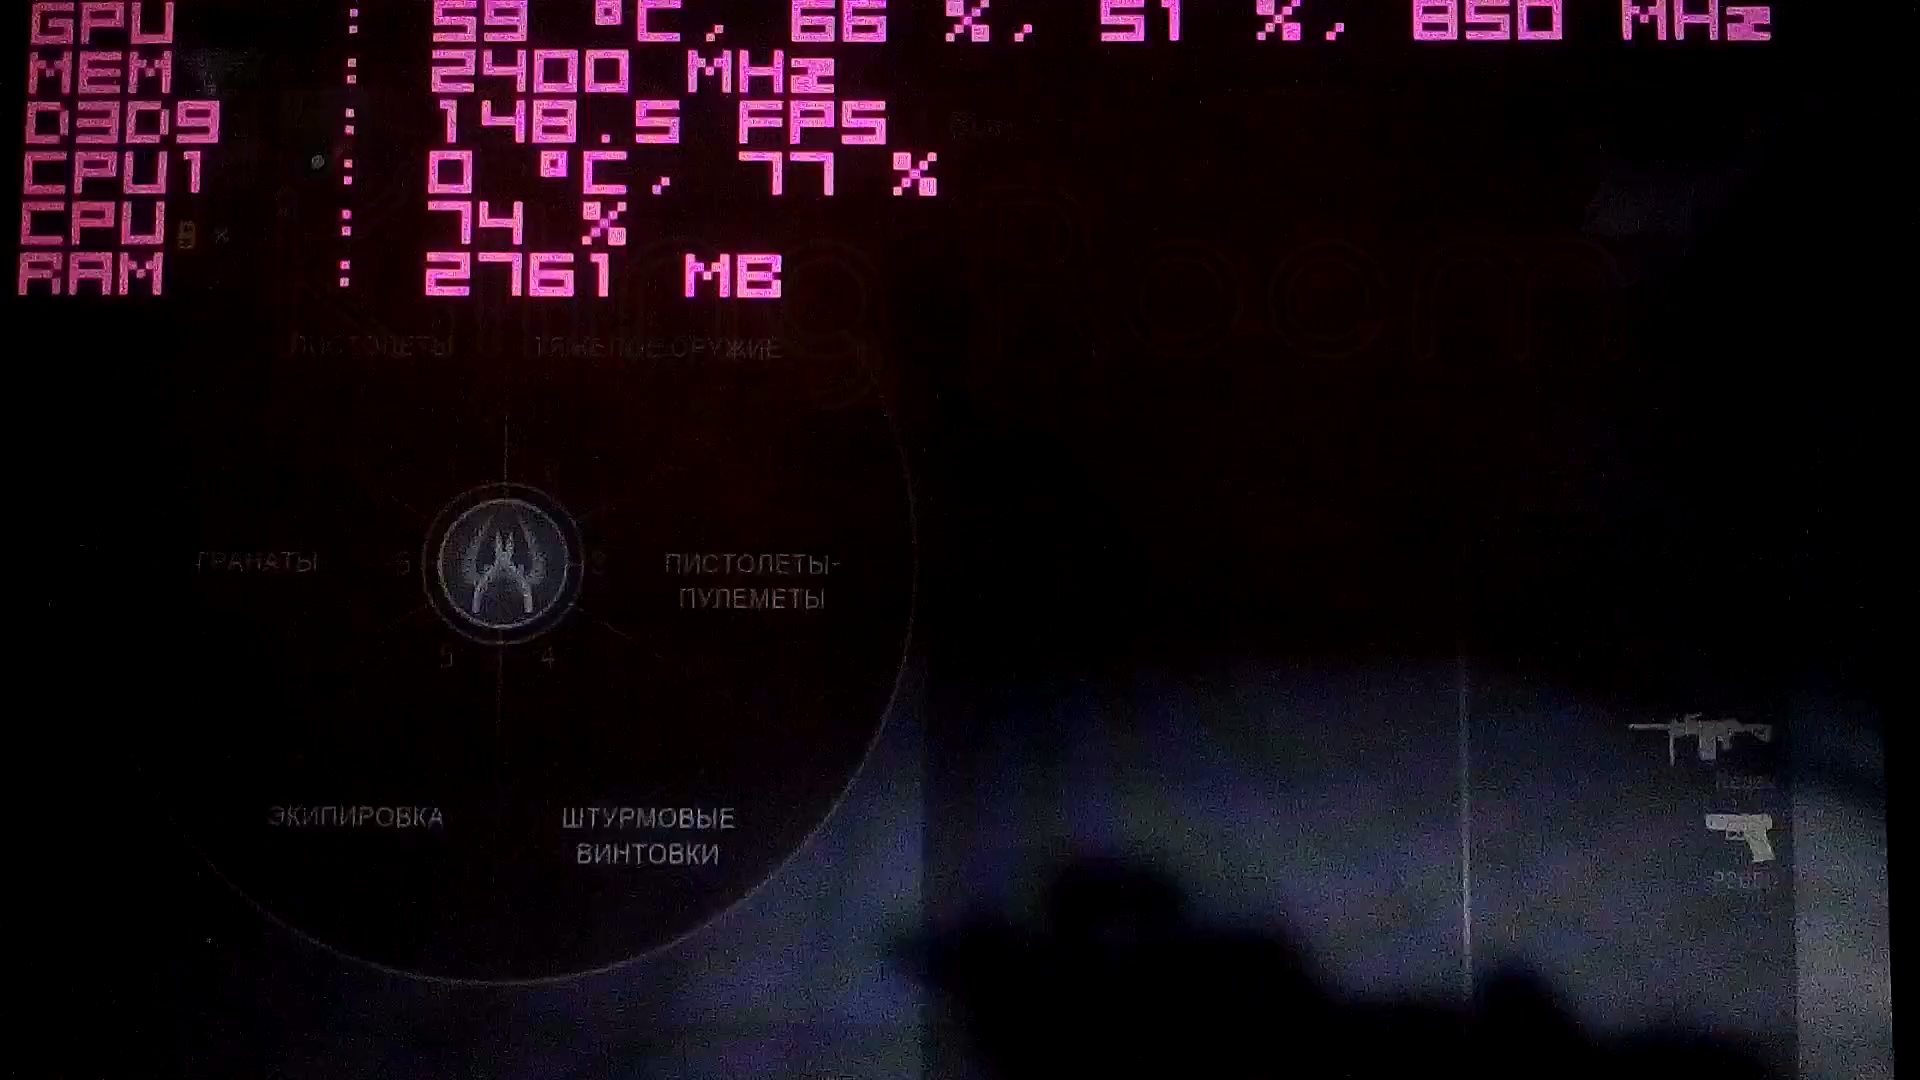 GPU : 59 °C, 66 %, 51 %, 850 MHz
MEM : 2400 MHz
D3D9 : 148.5 FPS
CPU1 : 0 °C, 77 %
CPU : 74 %
RAM : 2761 MB
ПИСТОЛЕТЫ ТЯЖЕЛОЕ ОРУЖИЕ
ГРАНАТЫ 6 3 ПИСТОЛЕТЫ-
ПУЛЕМЕТЫ
5 4
ЭКИПИРОВКА ШТУРМОВЫЕ
ВИНТОВКИ
P2000